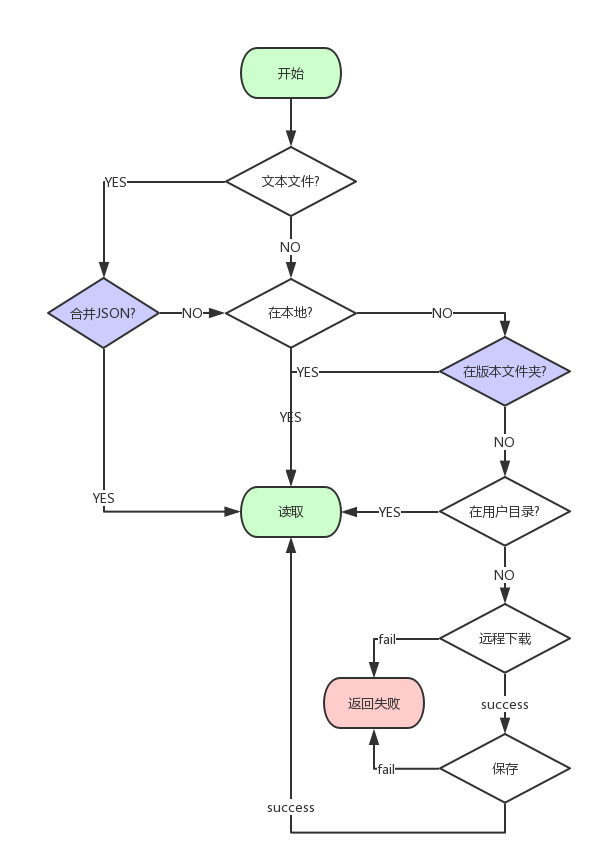 开始
文本文件?
YES
NO
合并JSON?
NO
在本地?
NO
YES
在版本文件夹?
YES
NO
YES
读取
YES
在用户目录?
NO
fail
远程下载
返回失败
success
fail
保存
success